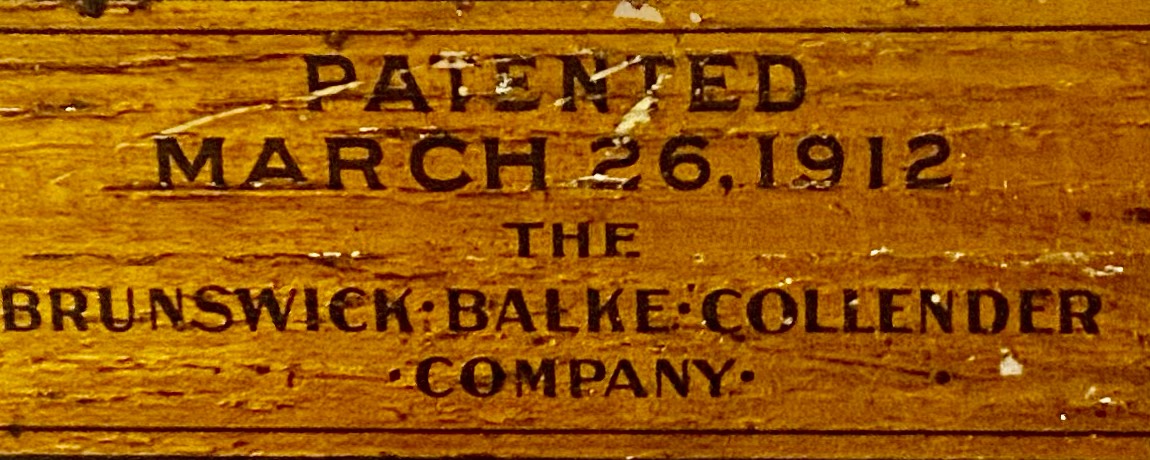 PATENTED
MARCH 26, 1912
THE
BRUNSWICK·BALKE·COLLENDER
·COMPANY·